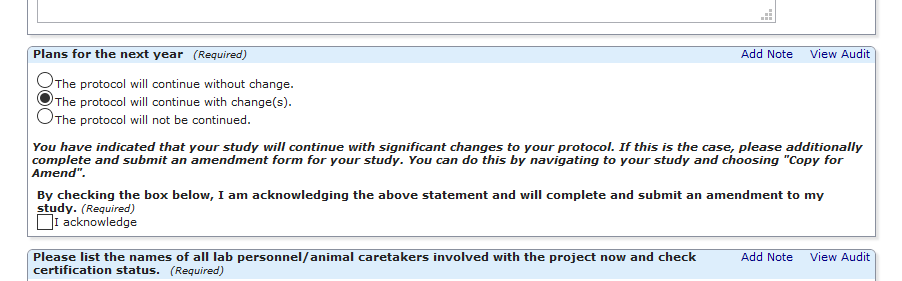 Plans for the next year (Required) Add Note View Audit
The protocol will continue without change.
The protocol will continue with change(s).
The protocol will not be continued.
You have indicated that your study will continue with significant changes to your protocol. If this is the case, please additionally
complete and submit an amendment form for your study. You can do this by navigating to your study and choosing "Copy for
Amend".
By checking the box below, I am acknowledging the above statement and will complete and submit an amendment to my
study. (Required)
I acknowledge
Please list the names of all lab personnel/animal caretakers involved with the project now and check Add Note View Audit
certification status. (Required)